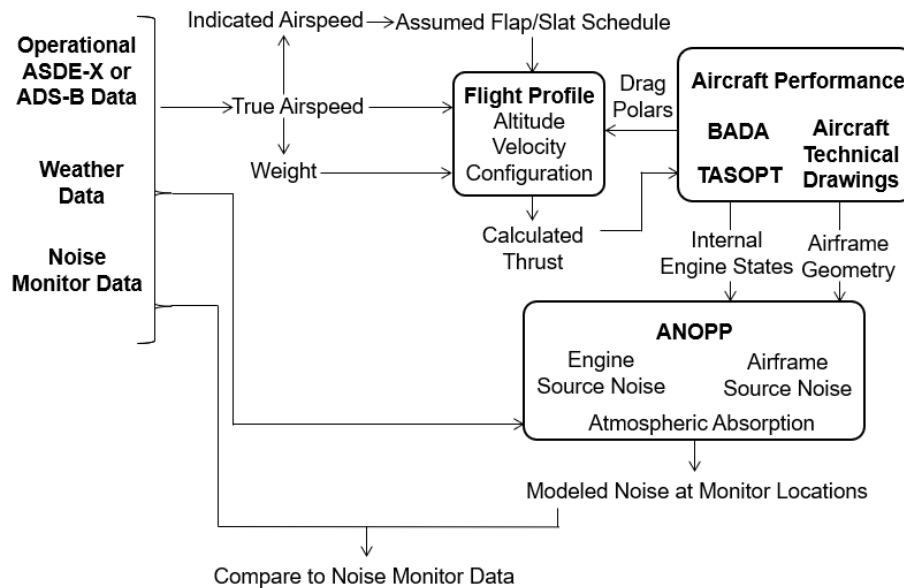 Operational
ASDE-X or
ADS-B Data
Weather
Data
Noise
Monitor Data
Indicated Airspeed
Assumed Flap/Slat Schedule
True Airspeed
Weight
Flight Profile
Altitude
Velocity
Configuration
Drag
Polars
Aircraft Performance
BADA
TASOPT
Aircraft
Technical
Drawings
Calculated
Thrust
Internal
Engine States
Airframe
Geometry
ANOPP
Engine
Source Noise
Airframe
Source Noise
Atmospheric Absorption
Modeled Noise at Monitor Locations
Compare to Noise Monitor Data